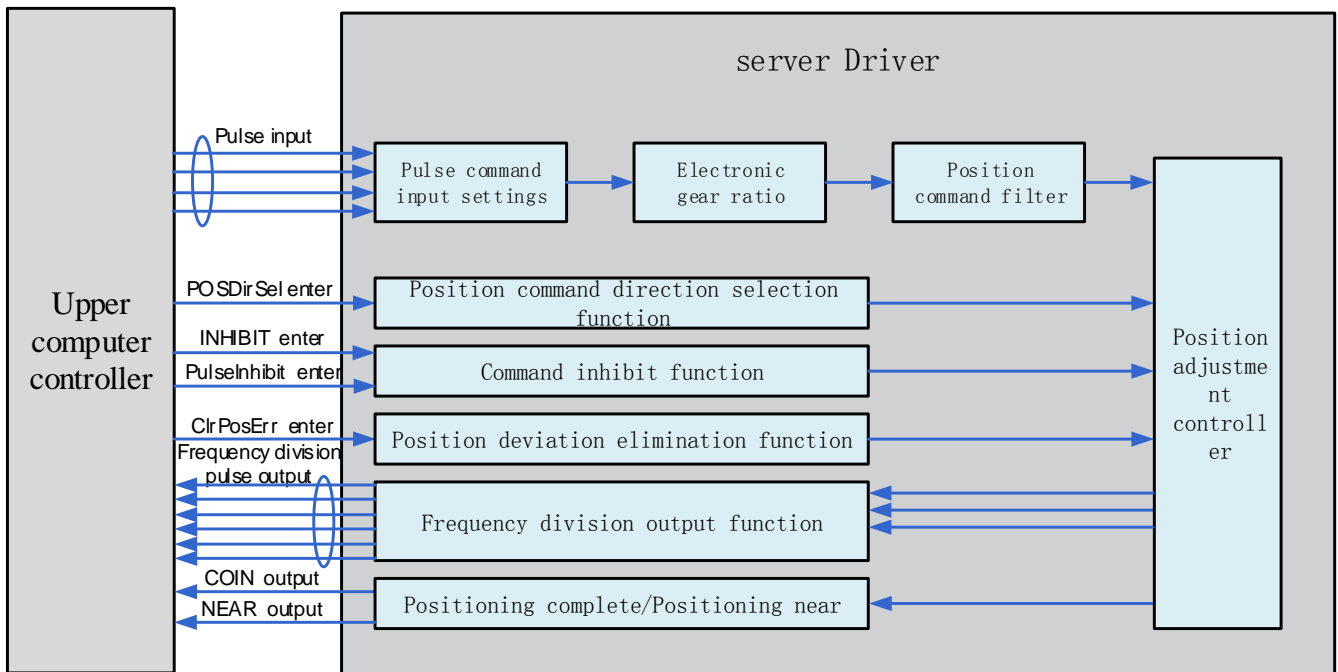 server Driver
Pulse input
Pulse command
input settings
Electronic
gear ratio
Position
command filter
Upper
computer
controller
POSDirSel enter
Position command direction selection
function
INHIBIT enter
PulseInhibit enter
Command inhibit function
ClrPosErr enter
Position deviation elimination function
Frequency division
pulse output
Frequency division output function
COIN output
NEAR output
Positioning complete/Positioning near
Position
adjustme
nt
controll
er